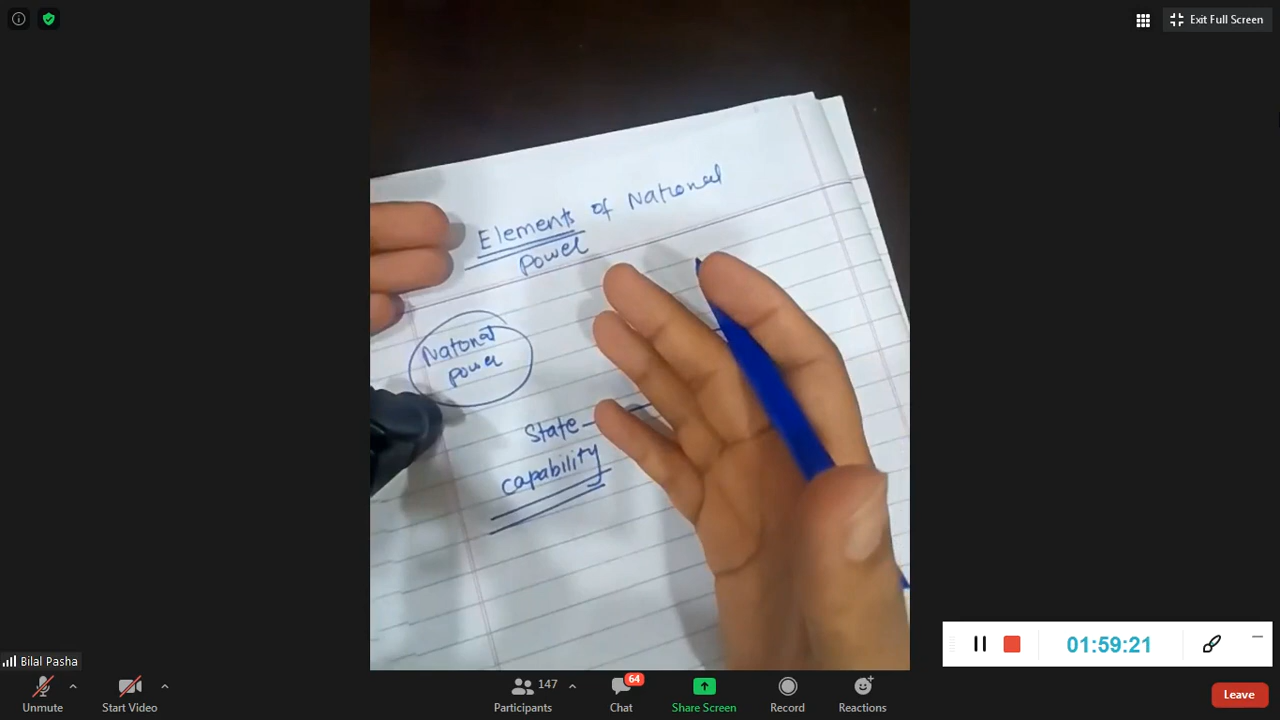 Exit Full Screen
Elements of National
Power
National
power
State
capability
Bilal Pasha
01:59:21
Unmute
Start Video
147
Participants
64
Chat
Share Screen
Record
Reactions
Leave